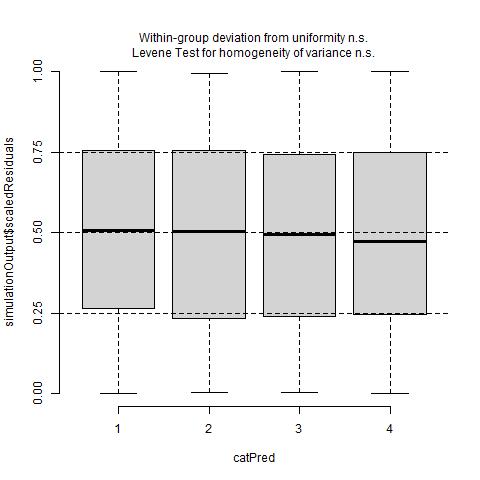 Within-group deviation from uniformity n.s.
Levene Test for homogeneity of variance n.s.
simulationOutput$scaledResiduals
1.00
0.75
0.50
0.25
0.00
1 2 3 4
catPred